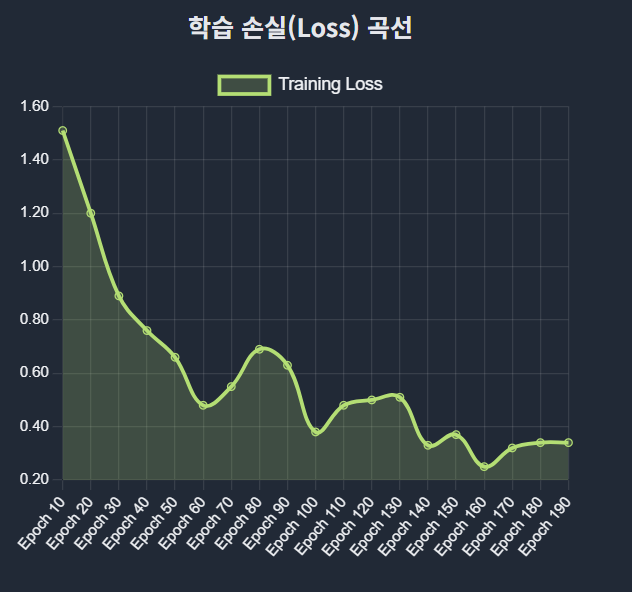 학습 손실(Loss) 곡선
Training Loss
1.60
1.40
1.20
1.00
0.80
0.60
0.40
0.20
Epoch 10
Epoch 20
Epoch 30
Epoch 40
Epoch 50
Epoch 60
Epoch 70
Epoch 80
Epoch 90
Epoch 100
Epoch 110
Epoch 120
Epoch 130
Epoch 140
Epoch 150
Epoch 160
Epoch 170
Epoch 180
Epoch 190